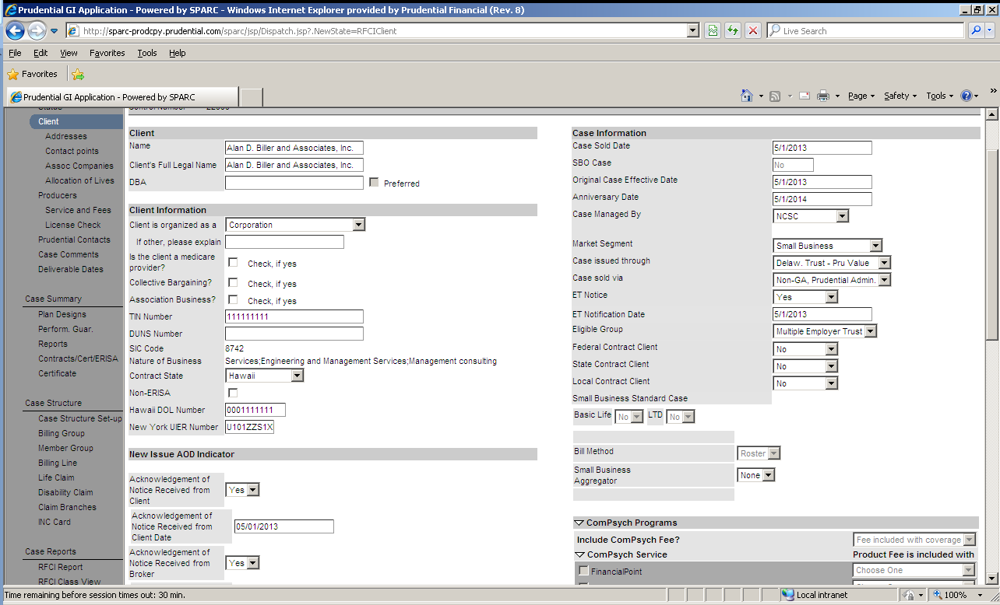 Prudential GI Application - Powered by SPARC - Windows Internet Explorer provided by Prudential Financial (Rev. 8)
http://sparc-prodcpy.prudential.com/sparc/jsp/Dispatch.jsp?.NewState=RFCIClient
Live Search
File Edit View Favorites Tools Help
Favorites
Prudential GI Application - Powered by SPARC
Page Safety Tools
Status
Client
Addresses
Contact points
Assoc Companies
Allocation of Lives
Producers
Service and Fees
License Check
Prudential Contacts
Case Comments
Deliverable Dates
Case Summary
Plan Designs
Perform. Guar.
Reports
Contracts/Cert/ERISA
Certificate
Case Structure
Case Structure Set-up
Billing Group
Member Group
Billing Line
Life Claim
Disability Claim
Claim Branches
INC Card
Case Reports
RFCI Report
RFCI Class View
Control Number
Client
Name Alan D. Biller and Associates, Inc.
Client's Full Legal Name Alan D. Biller and Associates, Inc.
DBA Preferred
Client Information
Client is organized as a Corporation
If other, please explain
Is the client a medicare
provider? Check, if yes
Collective Bargaining? Check, if yes
Association Business? Check, if yes
TIN Number 111111111
DUNS Number
SIC Code 8742
Nature of Business Services;Engineering and Management Services;Management consulting
Contract State Hawaii
Non-ERISA
Hawaii DOL Number 0001111111
New York UIER Number U101ZZS1X
New Issue AOD Indicator
Acknowledgement of
Notice Received from
Client Yes
Acknowledgement of
Notice Received from
Client Date 05/01/2013
Acknowledgement of
Notice Received from
Broker Yes
Case Information
Case Sold Date 5/1/2013
SBO Case No
Original Case Effective Date 5/1/2013
Anniversary Date 5/1/2014
Case Managed By NCSC
Market Segment Small Business
Case issued through Delaw. Trust - Pru Value
Case sold via Non-GA, Prudential Admin.
ET Notice Yes
ET Notification Date 5/1/2013
Eligible Group Multiple Employer Trust
Federal Contract Client No
State Contract Client No
Local Contract Client No
Small Business Standard Case
Basic Life No LTD No
Bill Method Roster
Small Business
Aggregator None
ComPsych Programs
Include ComPsych Fee? Fee included with coverage
ComPsych Service Product Fee is included with
FinancialPoint Choose One
Time remaining before session times out: 30 min.
Local intranet
100%